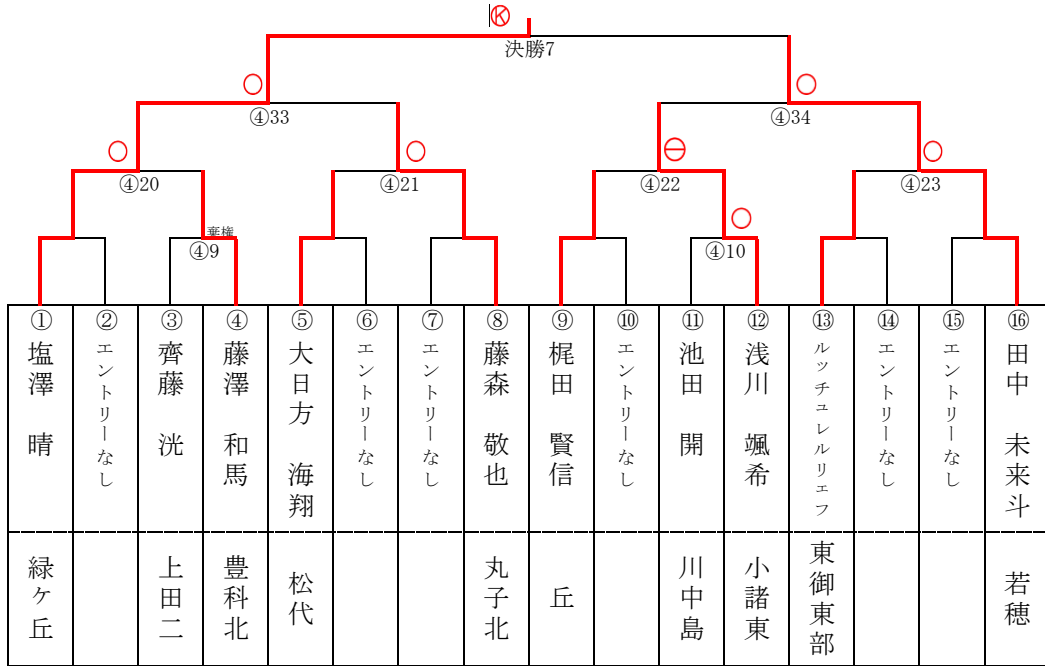 Ⓚ
決勝7
④33
④34
④20
④21
④22
④23
棄権
④9
④10
①
塩澤 晴
緑ケ丘
②
エントリーなし
③
齊藤 洸
上田二
④
藤澤 和馬
豊科北
⑤
大日方 海翔
松代
⑥
エントリーなし
⑦
エントリーなし
⑧
藤森 敬也
丸子北
⑨
梶田 賢信
丘
⑩
エントリーなし
⑪
池田 開
川中島
⑫
浅川 颯希
小諸東
⑬
ルッチュレルリエフ
東御東部
⑭
エントリーなし
⑮
エントリーなし
⑯
田中 未来斗
若穂